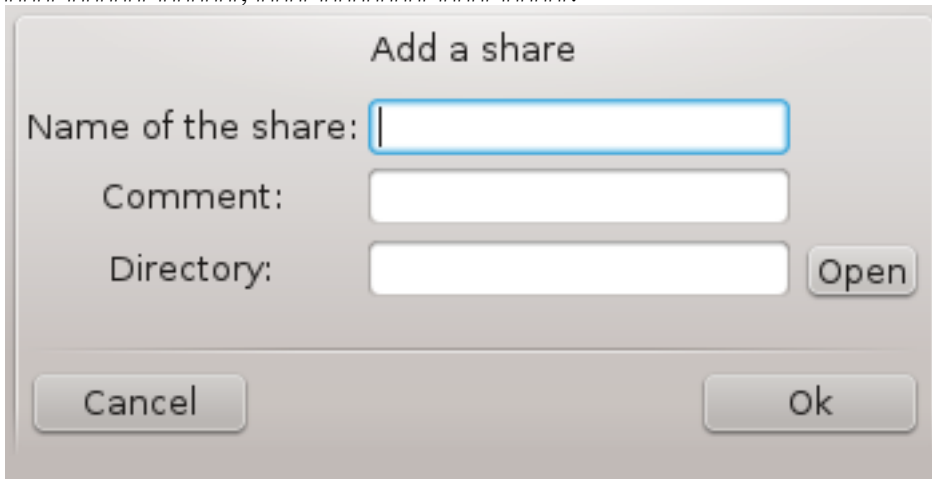 Add a share
Name of the share:
Comment:
Directory:
Open
Cancel
Ok